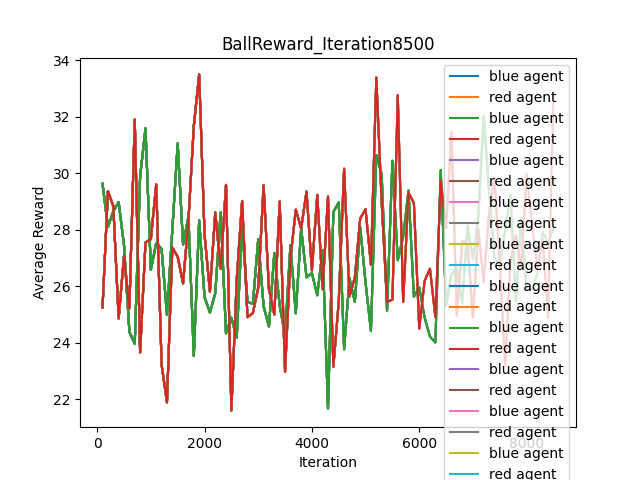 BallReward_Iteration8500
34
32
30
28
26
24
22
Average Reward
0
2000
4000
6000
8000
Iteration
blue agent
red agent
blue agent
red agent
blue agent
red agent
blue agent
red agent
blue agent
red agent
blue agent
red agent
blue agent
red agent
blue agent
red agent
blue agent
red agent
blue agent
red agent